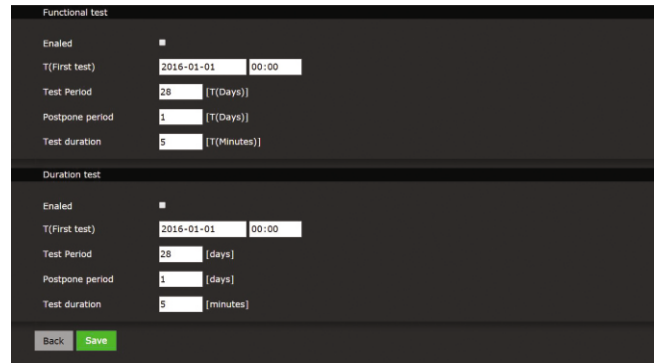 Functional test
Enaled
T(First test) 2016-01-01 00:00
Test Period 28 [T(Days)]
Postpone period 1 [T(Days)]
Test duration 5 [T(Minutes)]
Duration test
Enaled
T(First test) 2016-01-01 00:00
Test Period 28 [days]
Postpone period 1 [days]
Test duration 5 [minutes]
Back Save